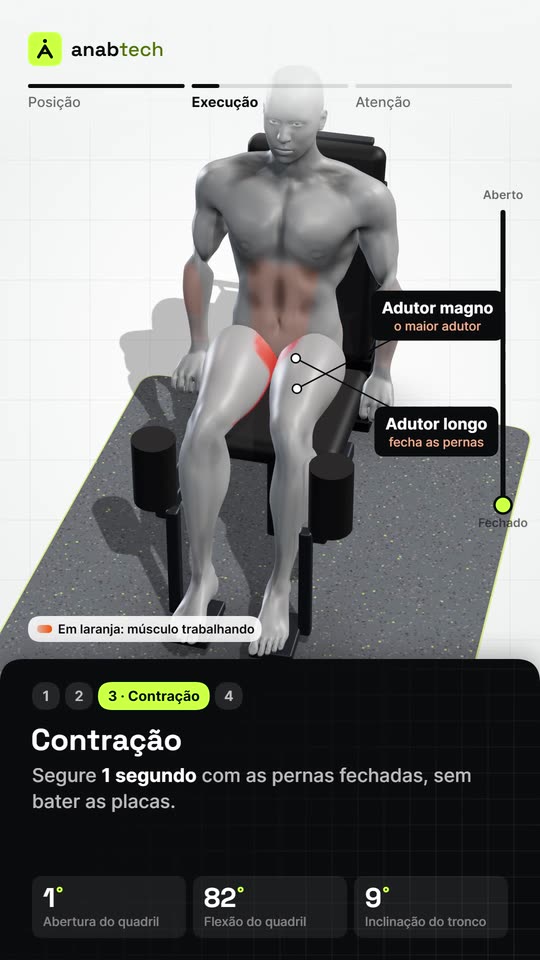 anabtech
Posição
Execução
Atenção
Aberto
Adutor magno
o maior adutor
Adutor longo
fecha as pernas
Fechado
Em laranja: músculo trabalhando
1 2 3 · Contração 4
Contração
Segure 1 segundo com as pernas fechadas, sem
bater as placas.
1° 82° 9°
Abertura do quadril Flexão do quadril Inclinação do tronco